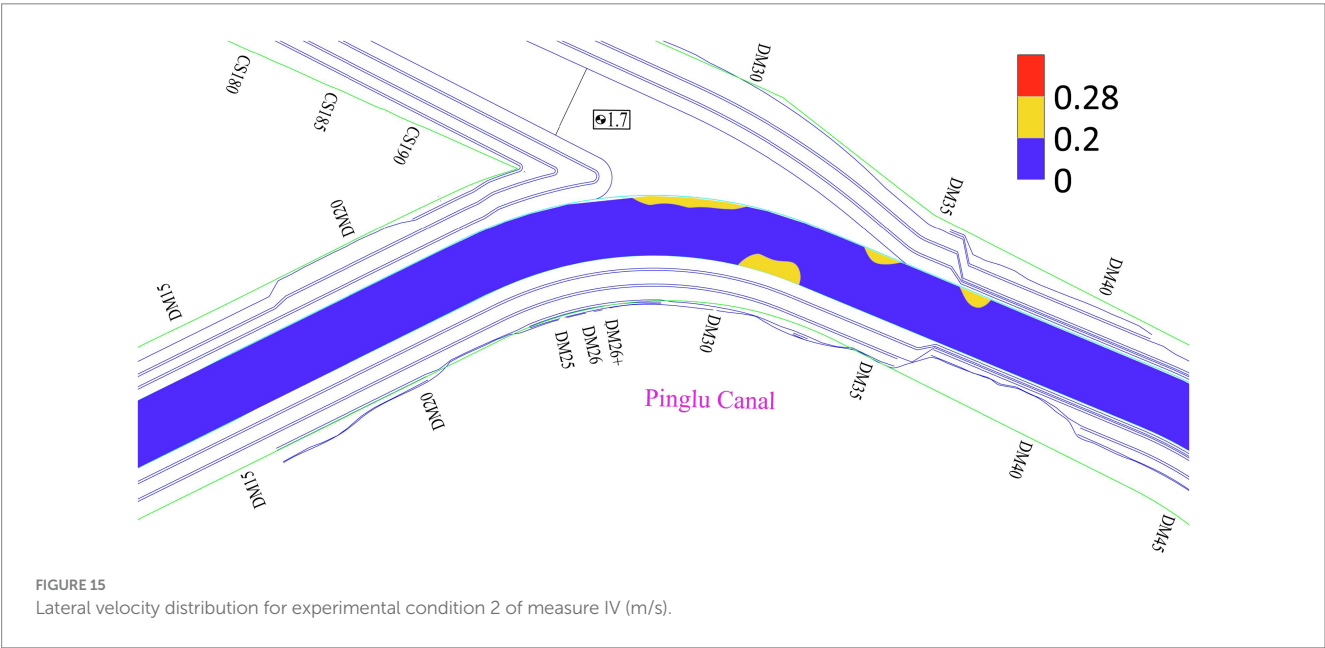 DM30
CS180
CS185
CS190
1.7
0.28
0.2
0
DM35
DM20
DM40
DM15
DM25
DM26
DM26+
DM30
DM35
Pinglu Canal
DM20
DM40
DM15
DM45
FIGURE 15
Lateral velocity distribution for experimental condition 2 of measure IV (m/s).